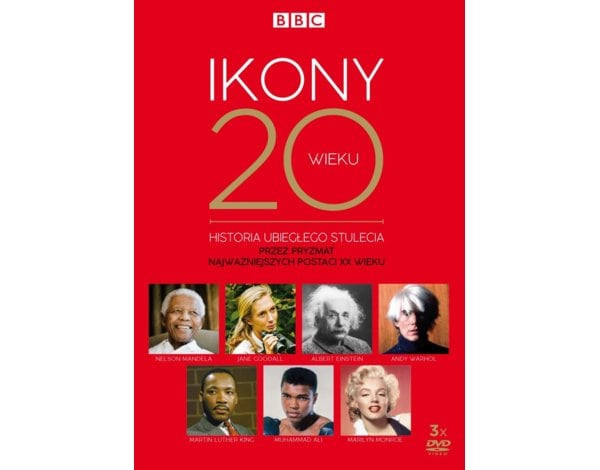 BBC
IKONY
20 WIEKU
HISTORIA UBIEGŁEGO STULECIA
PRZEZ PRYZMAT
NAJWAŻNIEJSZYCH POSTACI XX WIEKU
NELSON MANDELA JANE GOODALL ALBERT EINSTEIN ANDY WARHOL
MARTIN LUTHER KING MUHAMMAD ALI MARILYN MONROE
3x
DVD
VIDEO